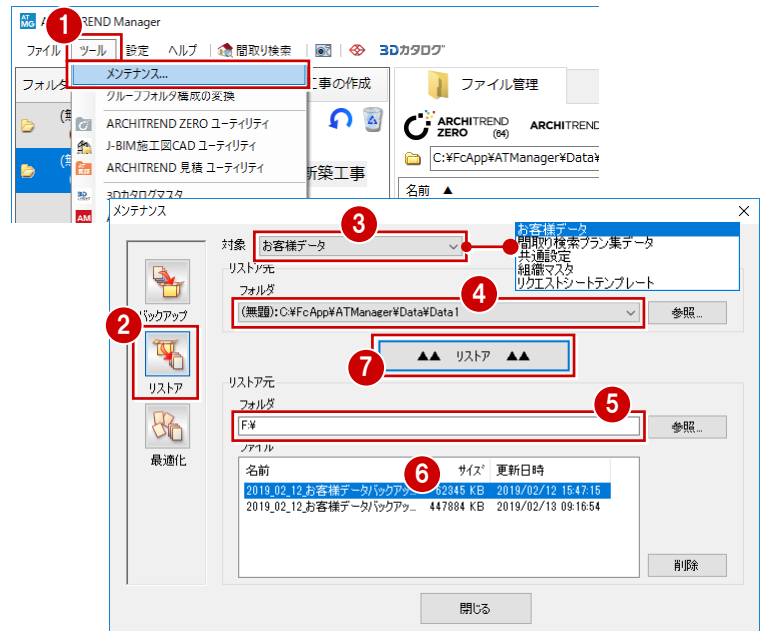 AT MG A REND Manager
1
ファイル ツール 設定 ヘルプ 間取り検索 3Dカタログ
フォルダ メンテナンス... 工事の作成 ファイル管理
グループフォルダ構成の変換
ARCHITREND ZERO ユーティリティ
ARCHITREND ZERO (64) ARCHITREND
J-BIM施工図CAD ユーティリティ
C:¥FcApp¥ATManager¥Data¥
ARCHITREND 見積 ユーティリティ 新築工事
名前 ▲
3Dカタログマスタ
メンテナンス
3
対象 お客様データ
お客様データ
間取り検索プラン集データ
共通設定
組織マスタ
リクエストシートテンプレート
リストア先
フォルダ
4
(無題):C:¥FcApp¥ATManager¥Data¥Data1 参照...
バックアップ
2
リストア
7
▲▲ リストア ▲▲
リストア元
フォルダ
5
F:¥ 参照...
最適化
ファイル
6
名前 サイズ 更新日時
2019_02_12_お客様データバックアッ... 62345 KB 2019/02/12 15:47:15
2019_02_12_お客様データバックアッ... 447884 KB 2019/02/13 09:16:54
削除
閉じる